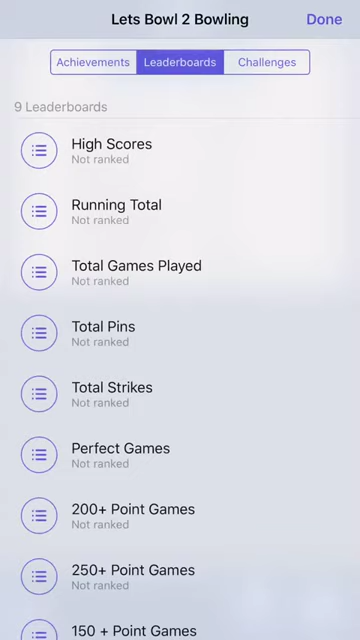 Lets Bowl 2 Bowling
Done
Achievements
Leaderboards
Challenges
9 Leaderboards
High Scores
Not ranked
Running Total
Not ranked
Total Games Played
Not ranked
Total Pins
Not ranked
Total Strikes
Not ranked
Perfect Games
Not ranked
200+ Point Games
Not ranked
250+ Point Games
Not ranked
150 + Point Games